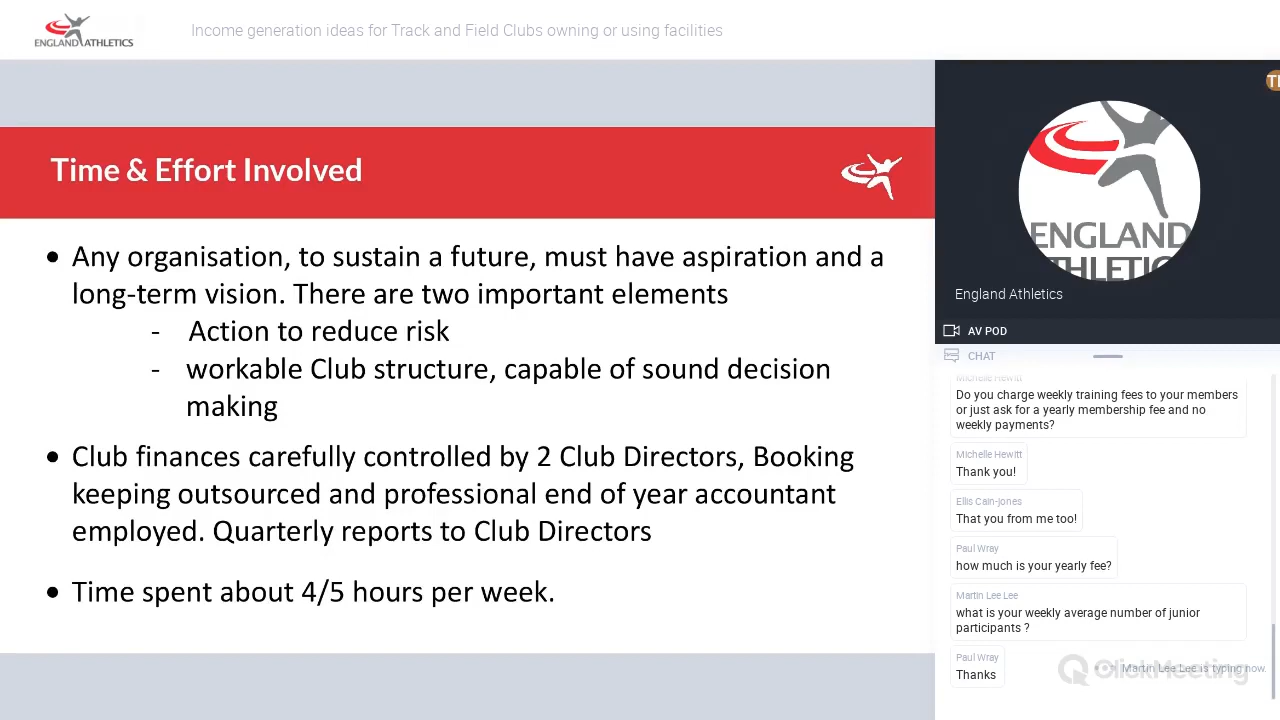 ENGLAND ATHLETICS
Income generation ideas for Track and Field Clubs owning or using facilities
Time & Effort Involved
• Any organisation, to sustain a future, must have aspiration and a
long-term vision. There are two important elements
- Action to reduce risk
- workable Club structure, capable of sound decision
making
• Club finances carefully controlled by 2 Club Directors, Booking
keeping outsourced and professional end of year accountant
employed. Quarterly reports to Club Directors
• Time spent about 4/5 hours per week.
ENGLAND
ATHLETIC
England Athletics
AV POD
CHAT
Michelle Hewitt
Do you charge weekly training fees to your members
or just ask for a yearly membership fee and no
weekly payments?
Michelle Hewitt
Thank you!
Ellis Cain-jones
That you from me too!
Paul Wray
how much is your yearly fee?
Martin Lee Lee
what is your weekly average number of junior
participants ?
Paul Wray
Thanks
Martin Lee Lee is typing now.
ClickMeeting